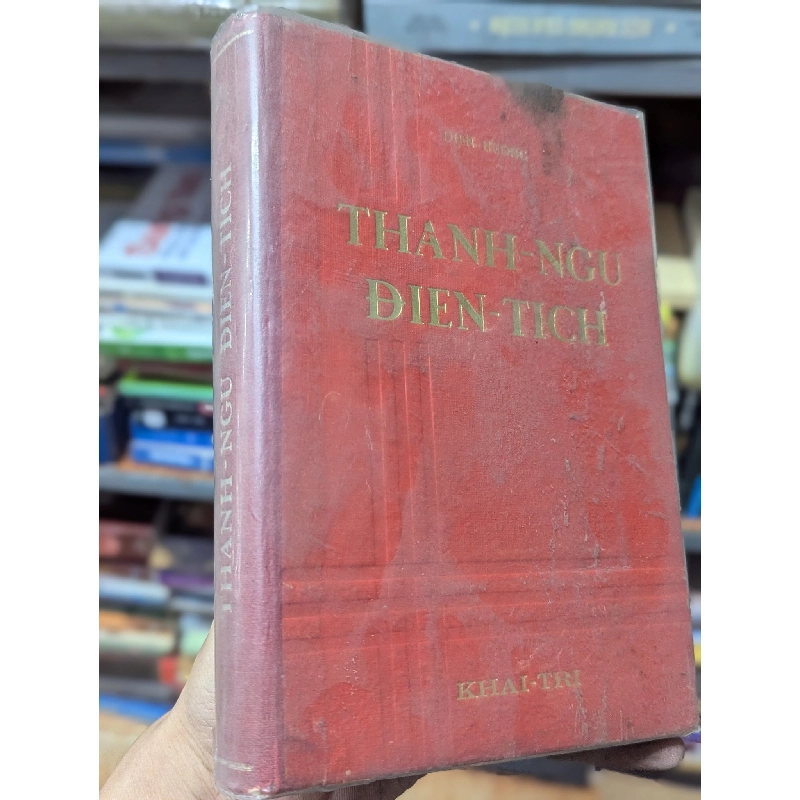 THANH-NGU ĐIEN-TICH
THANH-NGU
ĐIEN-TICH
KHAI-TRI